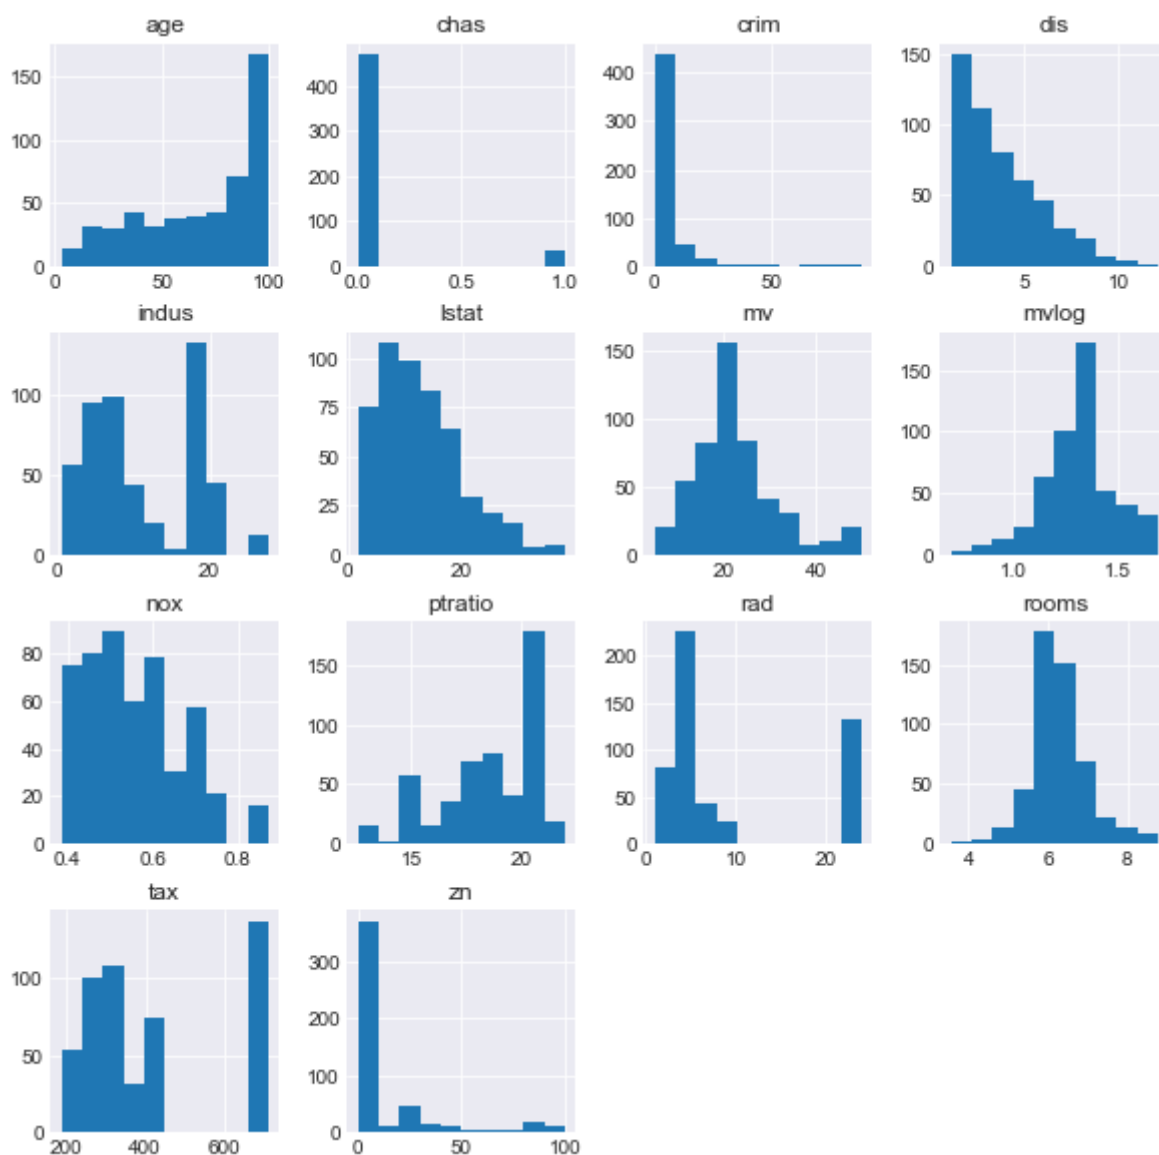 age chas crim dis
150 100 50 0
0 50 100
400 300 200 100 0
0.0 0.5 1.0
400 300 200 100 0
0 50
150 100 50 0
5 10
indus lstat mv mvlog
100 50 0
0 20
100 75 50 25 0
0 20
150 100 50 0
20 40
150 100 50 0
1.0 1.5
nox ptratio rad rooms
80 60 40 20 0
0.4 0.6 0.8
150 100 50 0
15 20
200 150 100 50 0
0 10 20
150 100 50 0
4 6 8
tax zn
100 50 0
200 400 600
300 200 100 0
0 50 100